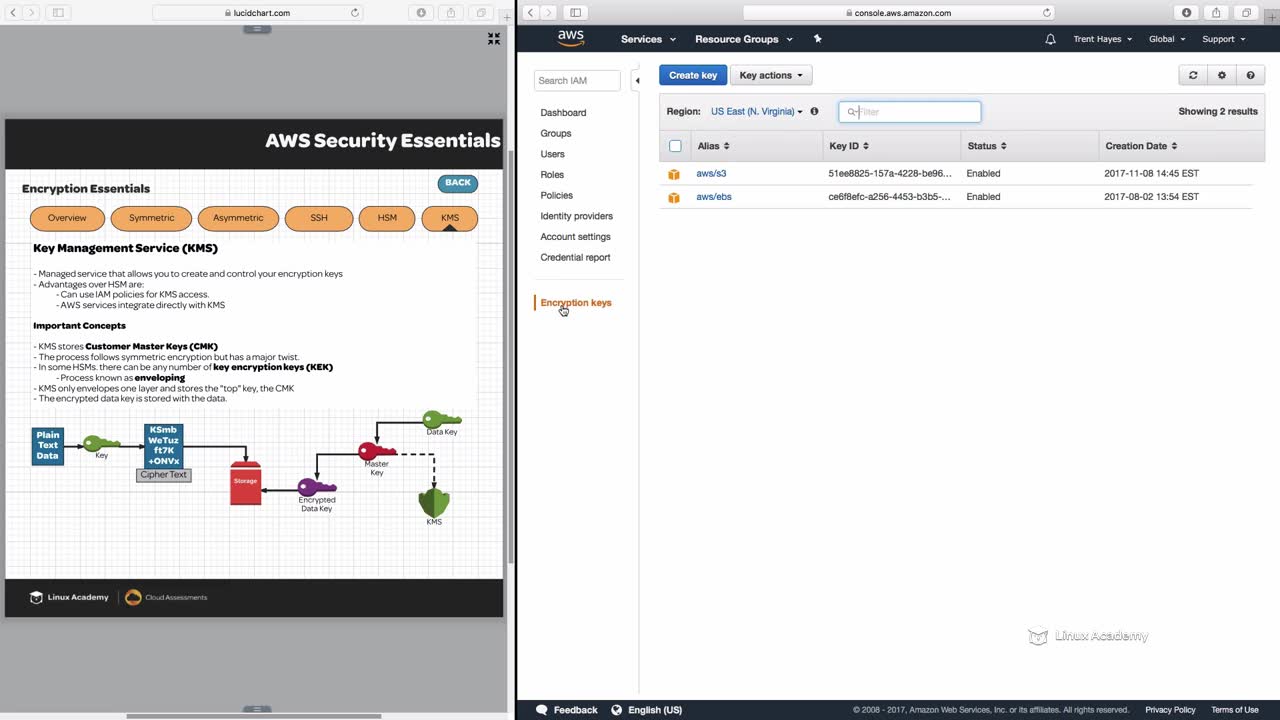 lucidchart.com
AWS Security Essentials
Encryption Essentials
BACK
Overview
Symmetric
Asymmetric
SSH
HSM
KMS
Key Management Service (KMS)
- Managed service that allows you to create and control your encryption keys
- Advantages over HSM are:
- Can use IAM policies for KMS access.
- AWS services integrate directly with KMS
Important Concepts
- KMS stores Customer Master Keys (CMK)
- The process follows symmetric encryption but has a major twist.
- In some HSMs. there can be any number of key encryption keys (KEK)
- Process known as enveloping
- KMS only envelopes one layer and stores the "top" key, the CMK
- The encrypted data key is stored with the data.
Plain
Text
Data
Key
KSmb
WeTuz
ft7K
+ONVx
Cipher Text
Storage
Encrypted
Data Key
Master
Key
Data Key
KMS
Linux Academy
Cloud Assessments
console.aws.amazon.com
aws
Services
Resource Groups
Trent Hayes
Global
Support
Search IAM
Dashboard
Groups
Users
Roles
Policies
Identity providers
Account settings
Credential report
Encryption keys
Create key
Key actions
Region: US East (N. Virginia)
Filter
Showing 2 results
Alias
Key ID
Status
Creation Date
aws/s3
51ee8825-157a-4228-be96...
Enabled
2017-11-08 14:45 EST
aws/ebs
ce6f8efc-a256-4453-b3b5-...
Enabled
2017-08-02 13:54 EST
Linux Academy
Feedback
English (US)
© 2008 - 2017, Amazon Web Services, Inc. or its affiliates. All rights reserved.
Privacy Policy
Terms of Use